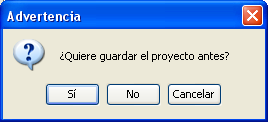 Advertencia
¿Quiere guardar el proyecto antes?
Sí
No
Cancelar